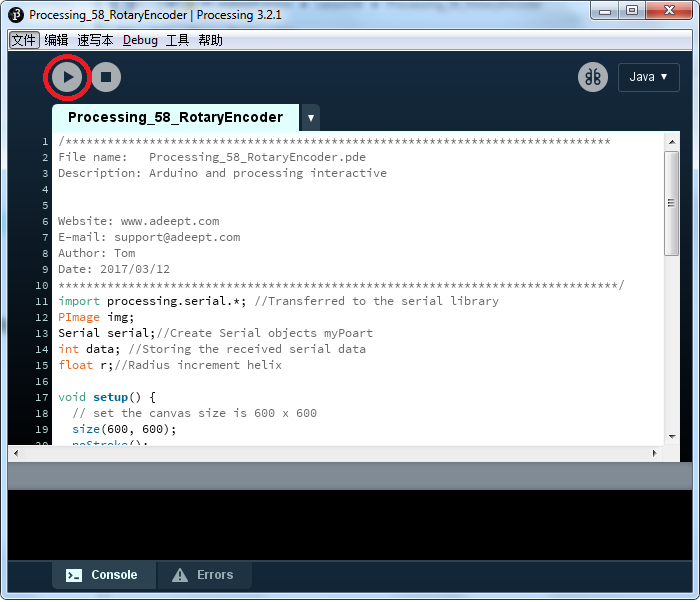 Processing_58_RotaryEncoder | Processing 3.2.1
文件 编辑 速写本 Debug 工具 帮助
Java ▼
Processing_58_RotaryEncoder ▼
1 /******************************************************************************
2 File name:   Processing_58_RotaryEncoder.pde
3 Description: Arduino and processing interactive
4
5
6 Website: www.adeept.com
7 E-mail: support@adeept.com
8 Author: Tom
9 Date: 2017/03/12
10 ********************************************************************************/
11 import processing.serial.*; //Transferred to the serial library
12 PImage img;
13 Serial serial;//Create Serial objects myPoart
14 int data; //Storing the received serial data
15 float r;//Radius increment helix
16
17 void setup() {
18   // set the canvas size is 600 x 600
19   size(600, 600);
20   noStroke();
Console Errors